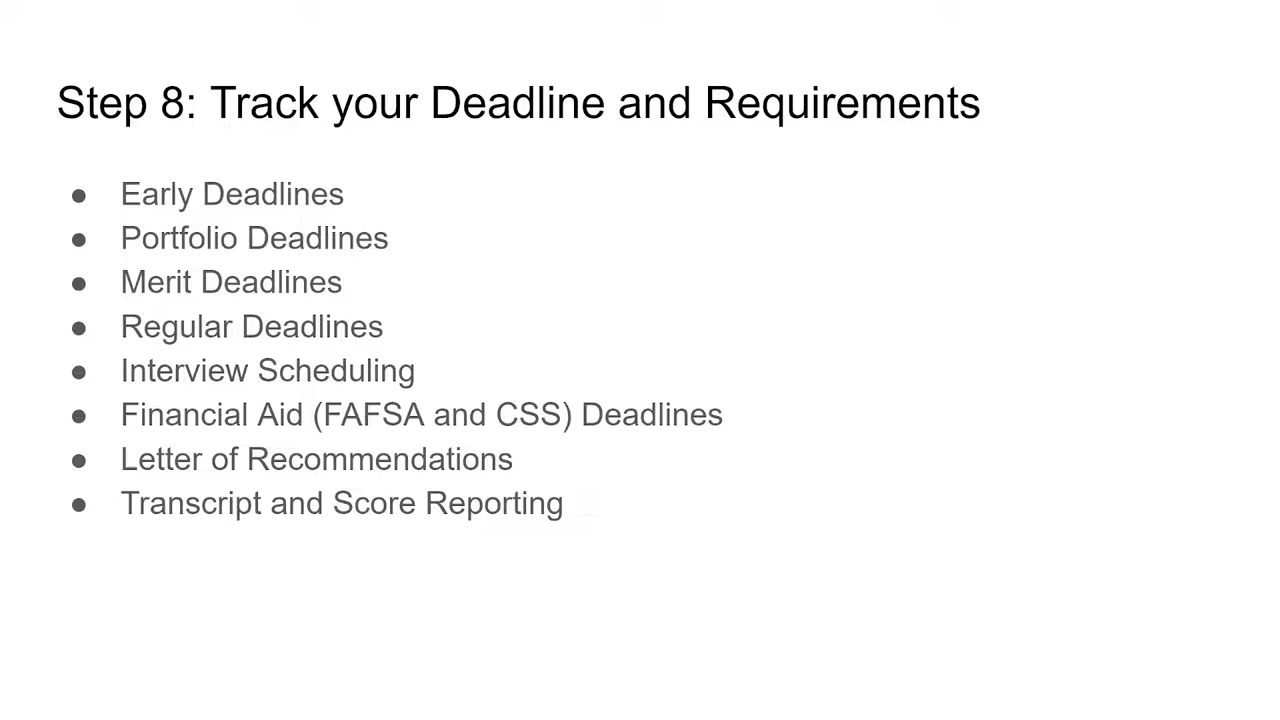 Step 8: Track your Deadline and Requirements
● Early Deadlines
● Portfolio Deadlines
● Merit Deadlines
● Regular Deadlines
● Interview Scheduling
● Financial Aid (FAFSA and CSS) Deadlines
● Letter of Recommendations
● Transcript and Score Reporting